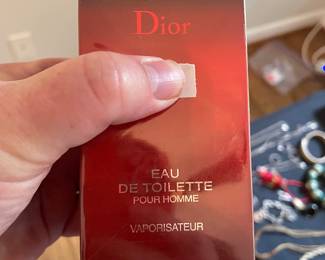 Dior
EAU
DE TOILETTE
POUR HOMME
VAPORISATEUR